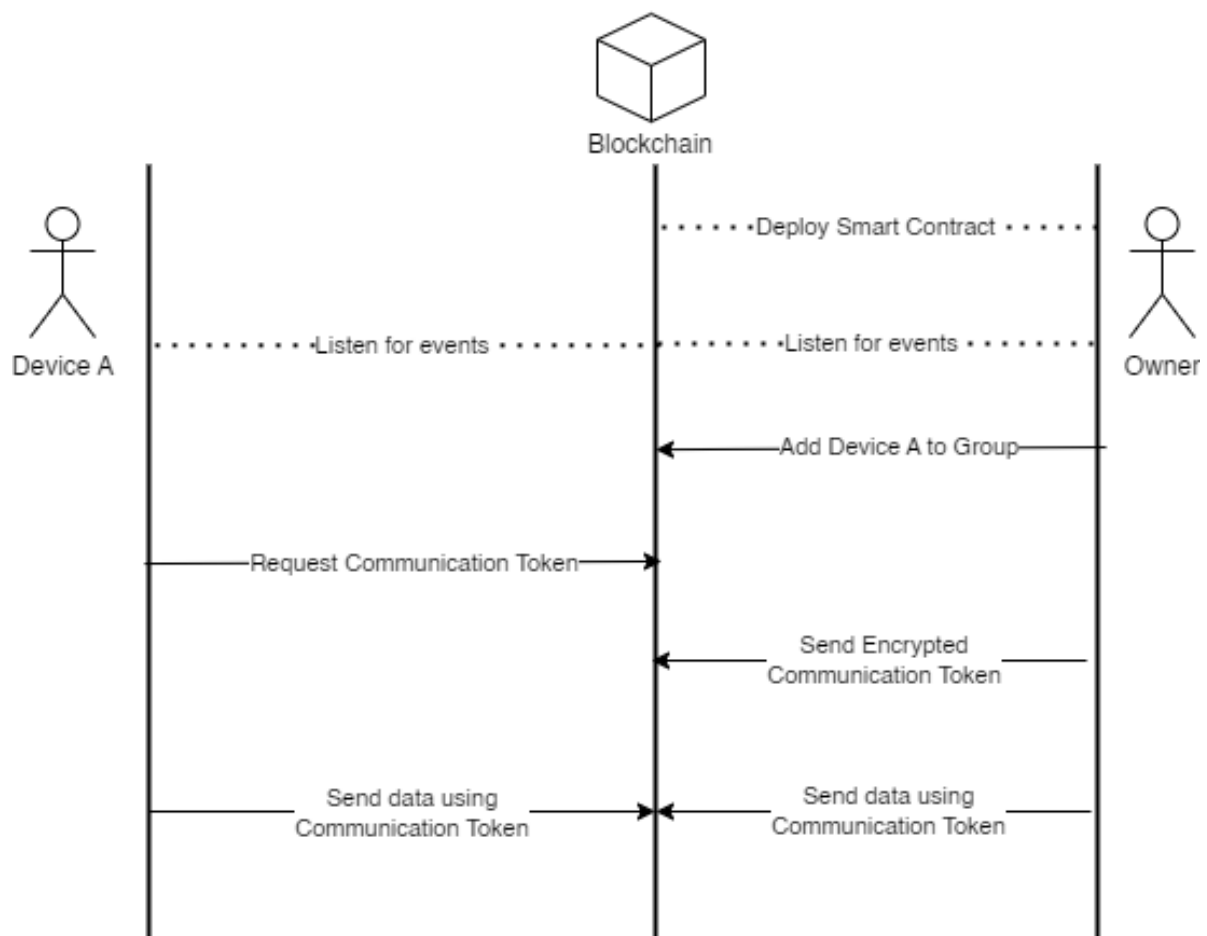 Blockchain
Deploy Smart Contract
Device A
Listen for events
Listen for events
Owner
Add Device A to Group
Request Communication Token
Send Encrypted
Communication Token
Send data using
Communication Token
Send data using
Communication Token